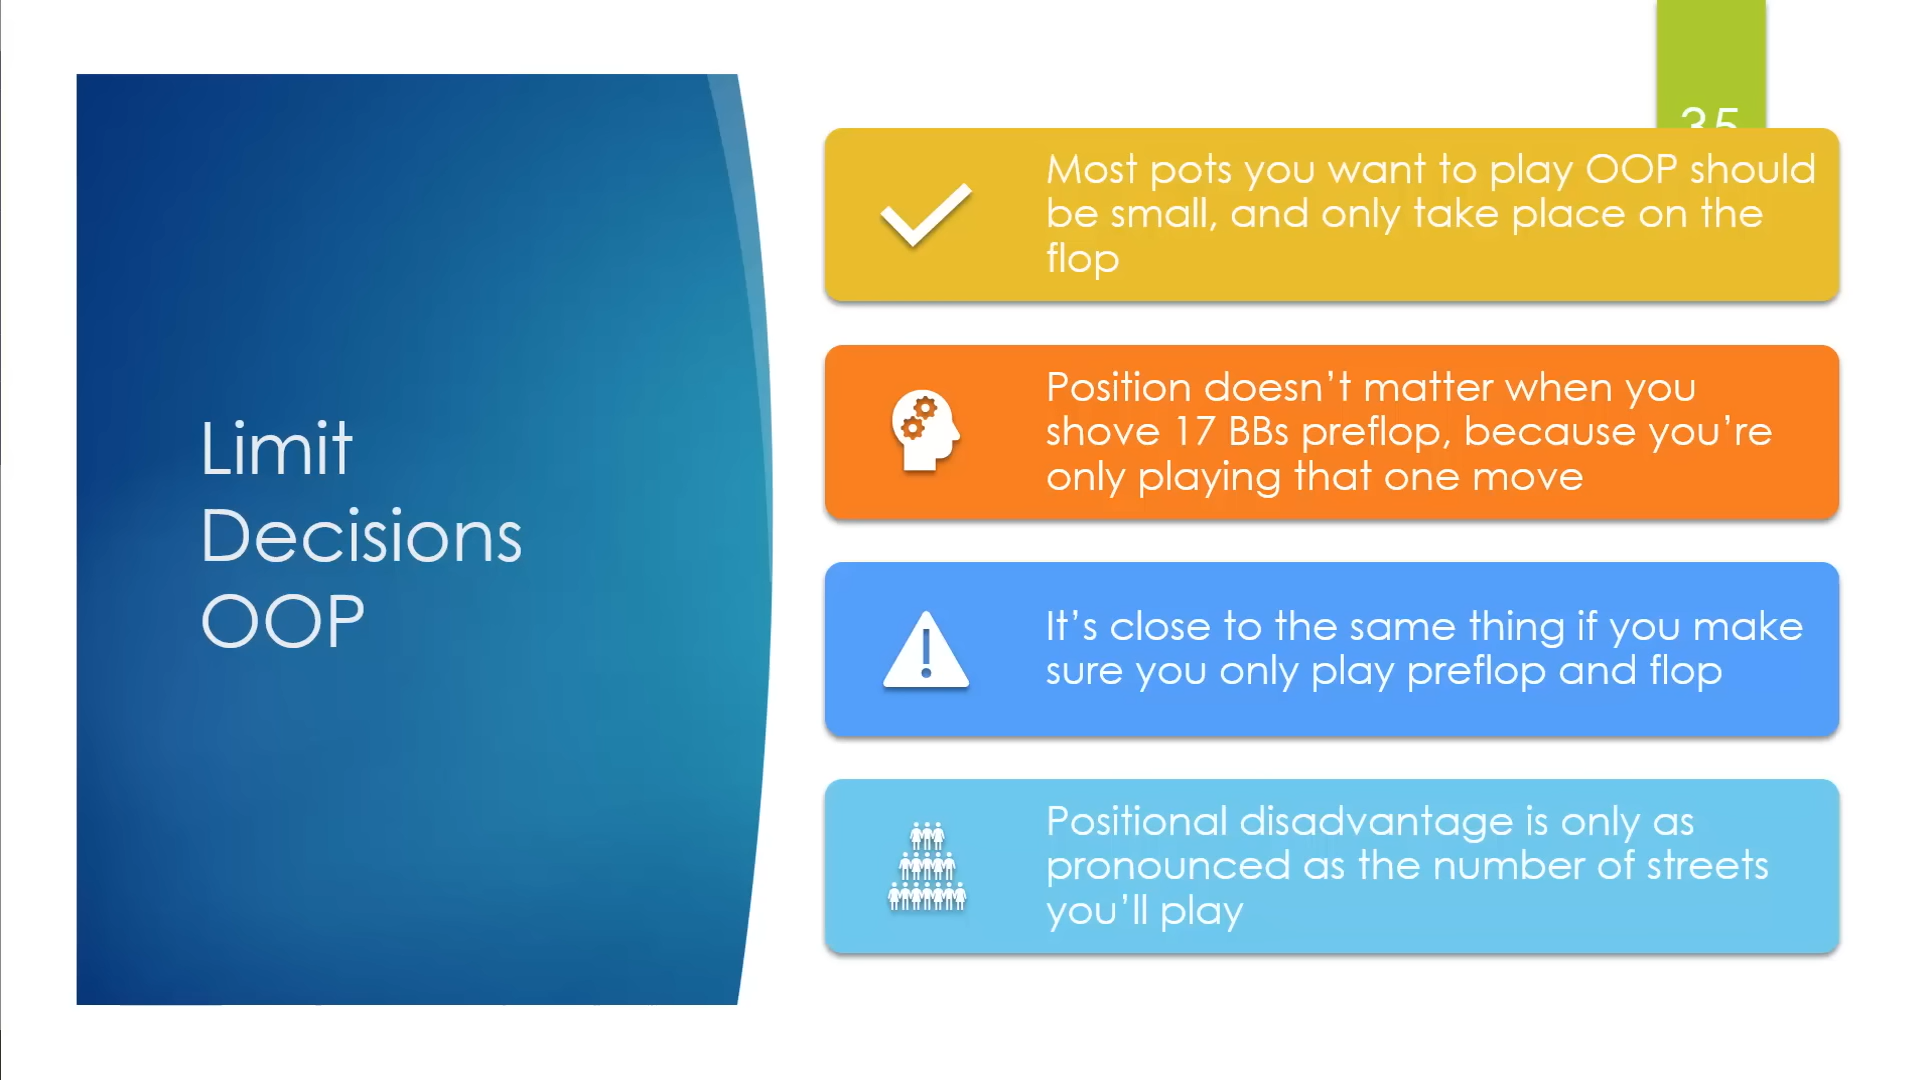 35
Limit
Decisions
OOP
Most pots you want to play OOP should
be small, and only take place on the
flop
Position doesn’t matter when you
shove 17 BBs preflop, because you’re
only playing that one move
It’s close to the same thing if you make
sure you only play preflop and flop
Positional disadvantage is only as
pronounced as the number of streets
you’ll play